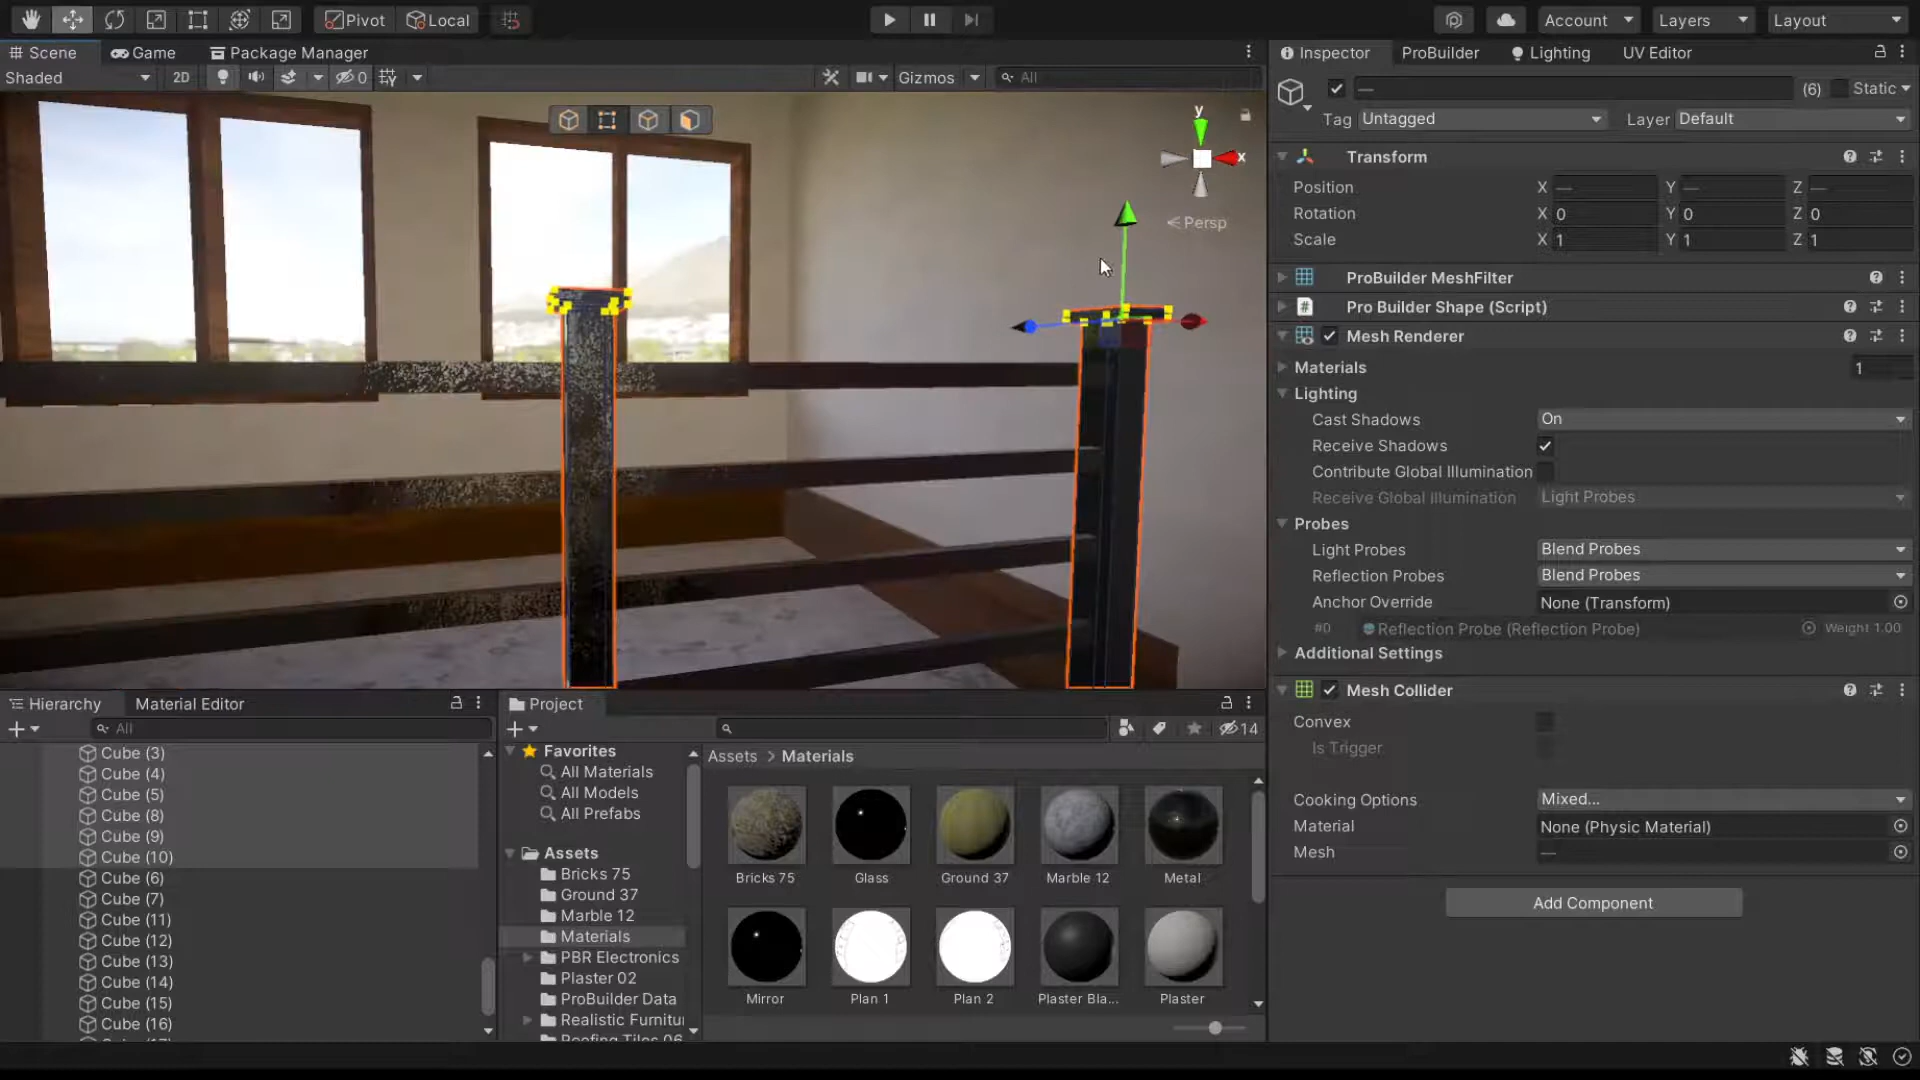 Pivot Local Account Layers Layout
Scene Game Package Manager
Shaded 2D 0 Gizmos All
y
x
Persp
Inspector ProBuilder Lighting UV Editor
— (6) Static
Tag Untagged Layer Default
Transform
Position X — Y — Z —
Rotation X 0 Y 0 Z 0
Scale X 1 Y 1 Z 1
ProBuilder MeshFilter
Pro Builder Shape (Script)
Mesh Renderer
Materials 1
Lighting
Cast Shadows On
Receive Shadows
Contribute Global Illumination
Receive Global Illumination Light Probes
Probes
Light Probes Blend Probes
Reflection Probes Blend Probes
Anchor Override None (Transform)
#0 Reflection Probe (Reflection Probe) Weight 1.00
Additional Settings
Mesh Collider
Convex
Is Trigger
Cooking Options Mixed...
Material None (Physic Material)
Mesh —
Add Component
Hierarchy Material Editor
All
Cube (3)
Cube (4)
Cube (5)
Cube (8)
Cube (9)
Cube (10)
Cube (6)
Cube (7)
Cube (11)
Cube (12)
Cube (13)
Cube (14)
Cube (15)
Cube (16)
Project
14
Favorites
All Materials
All Models
All Prefabs
Assets
Bricks 75
Ground 37
Marble 12
Materials
PBR Electronics
Plaster 02
ProBuilder Data
Realistic Furnitu
Roofing Tiles 06
Assets > Materials
Bricks 75 Glass Ground 37 Marble 12 Metal
Mirror Plan 1 Plan 2 Plaster Bla... Plaster